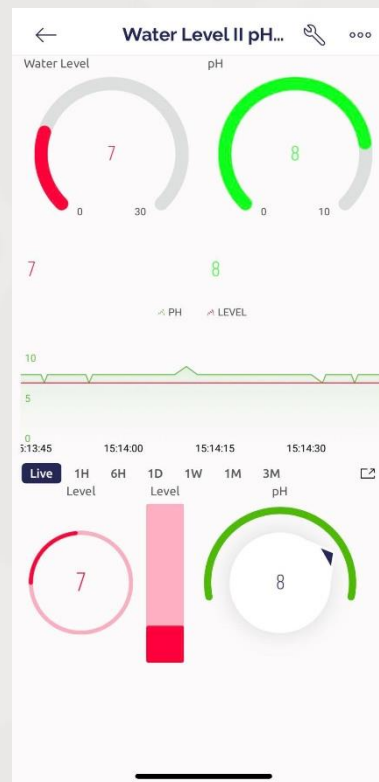 Water Level II pH... ooo
Water Level pH
7 8
0 30 0 10
7 8
PH LEVEL
10
5
0
5:13:45 15:14:00 15:14:15 15:14:30
Live 1H 6H 1D 1W 1M 3M
Level Level pH
7 8